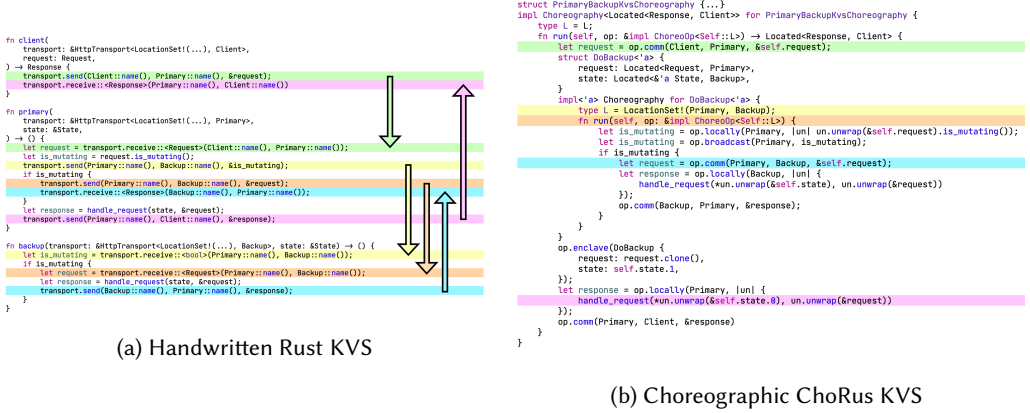 fn client(
transport: &HttpTransport<LocationSet!(...), Client>,
request: Request,
) → Response {
transport.send(Client::name(), Primary::name(), &request);
transport.receive::<Response>(Primary::name(), Client::name())
}
fn primary(
transport: &HttpTransport<LocationSet!(...), Primary>,
state: &State,
) → () {
let request = transport.receive::<Request>(Client::name(), Primary::name());
let is_mutating = request.is_mutating();
transport.send(Primary::name(), Backup::name(), &is_mutating);
if is_mutating {
transport.send(Primary::name(), Backup::name(), &request);
transport.receive::<Response>(Backup::name(), Primary::name());
}
let response = handle_request(state, &request);
transport.send(Primary::name(), Client::name(), &response);
}
fn backup(transport: &HttpTransport<LocationSet!(...), Backup>, state: &State) → () {
let is_mutating = transport.receive::<bool>(Primary::name(), Backup::name());
if is_mutating {
let request = transport.receive::<Request>(Primary::name(), Backup::name());
let response = handle_request(state, &request);
transport.send(Backup::name(), Primary::name(), &response);
}
}
(a) Handwritten Rust KVS
struct PrimaryBackupKvsChoreography {...}
impl Choreography<Located<Response, Client>> for PrimaryBackupKvsChoreography {
type L = L;
fn run(self, op: &impl ChoreoOp<Self::L>) → Located<Response, Client> {
let request = op.comm(Client, Primary, &self.request);
struct DoBackup<'a> {
request: Located<Request, Primary>,
state: Located<&'a State, Backup>,
}
impl<'a> Choreography for DoBackup<'a> {
type L = LocationSet!(Primary, Backup);
fn run(self, op: &impl ChoreoOp<Self::L>) {
let is_mutating = op.locally(Primary, |un| un.unwrap(&self.request).is_mutating());
let is_mutating = op.broadcast(Primary, is_mutating);
if is_mutating {
let request = op.comm(Primary, Backup, &self.request);
let response = op.locally(Backup, |un| {
handle_request(*un.unwrap(&self.state), un.unwrap(&request))
});
op.comm(Backup, Primary, &response);
}
}
}
op.enclave(DoBackup {
request: request.clone(),
state: self.state.1,
});
let response = op.locally(Primary, |un| {
handle_request(*un.unwrap(&self.state.0), un.unwrap(&request))
});
op.comm(Primary, Client, &response)
}
}
(b) Choreographic ChoRus KVS